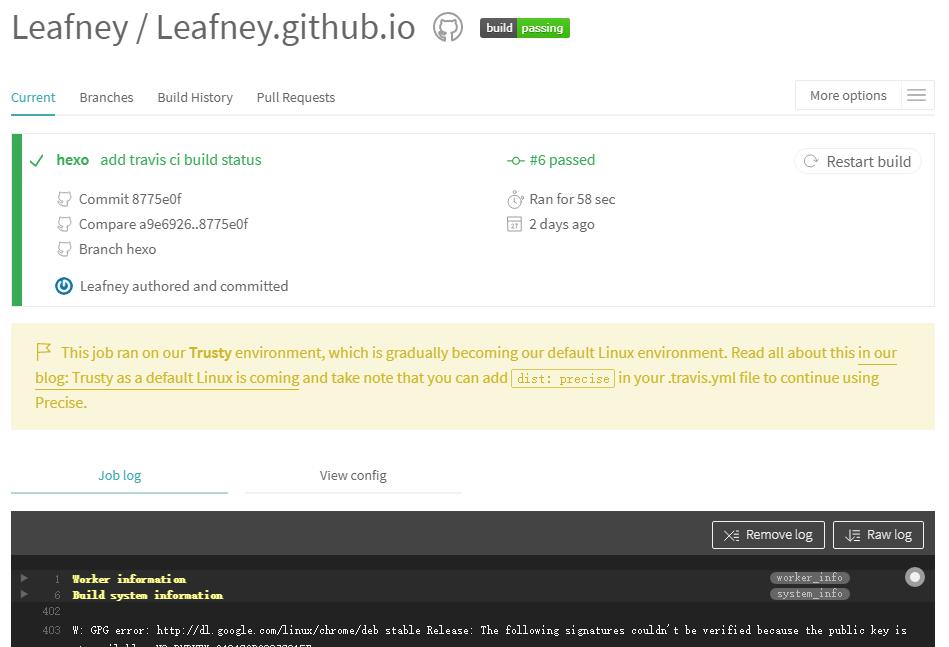 Leafney / Leafney.github.io build passing
Current Branches Build History Pull Requests More options
hexo add travis ci build status #6 passed Restart build
Commit 8775e0f Ran for 58 sec
Compare a9e6926..8775e0f 27 2 days ago
Branch hexo
Leafney authored and committed
This job ran on our Trusty environment, which is gradually becoming our default Linux environment. Read all about this in our
blog: Trusty as a default Linux is coming and take note that you can add dist: precise in your .travis.yml file to continue using
Precise.
Job log View config
Remove log Raw log
1 Worker information worker_info
6 Build system information system_info
402
403 W: GPG error: http://dl.google.com/linux/chrome/deb stable Release: The following signatures couldn't be verified because the public key is